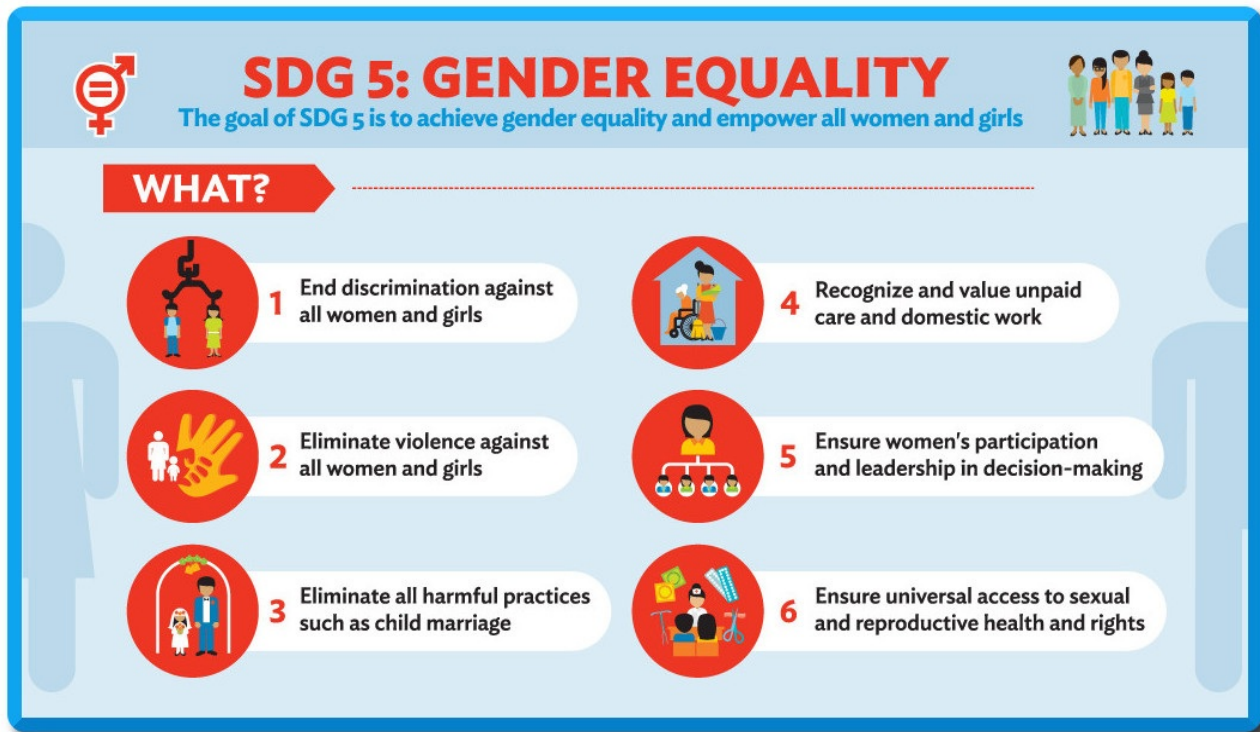 SDG 5: GENDER EQUALITY
The goal of SDG 5 is to achieve gender equality and empower all women and girls
WHAT?
1 End discrimination against
all women and girls
2 Eliminate violence against
all women and girls
3 Eliminate all harmful practices
such as child marriage
4 Recognize and value unpaid
care and domestic work
5 Ensure women's participation
and leadership in decision-making
6 Ensure universal access to sexual
and reproductive health and rights